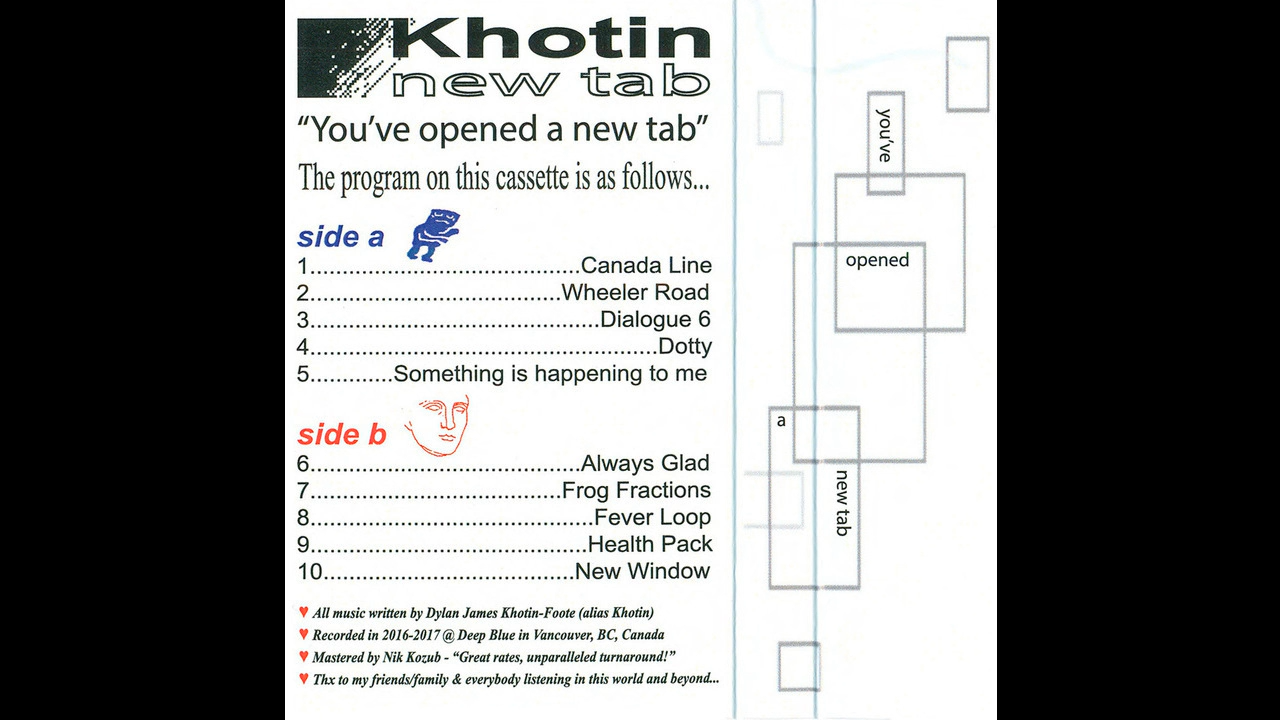 Khotin
new tab
“You’ve opened a new tab”
The program on this cassette is as follows...
side a
1........................................Canada Line
2.....................................Wheeler Road
3..........................................Dialogue 6
4...................................................Dotty
5............Something is happening to me
side b
6........................................Always Glad
7.....................................Frog Fractions
8.........................................Fever Loop
9........................................Health Pack
10.....................................New Window
♥ All music written by Dylan James Khotin-Foote (alias Khotin)
♥ Recorded in 2016-2017 @ Deep Blue in Vancouver, BC, Canada
♥ Mastered by Nik Kozub - “Great rates, unparalleled turnaround!”
♥ Thx to my friends/family & everybody listening in this world and beyond...
you’ve
opened
a
new tab